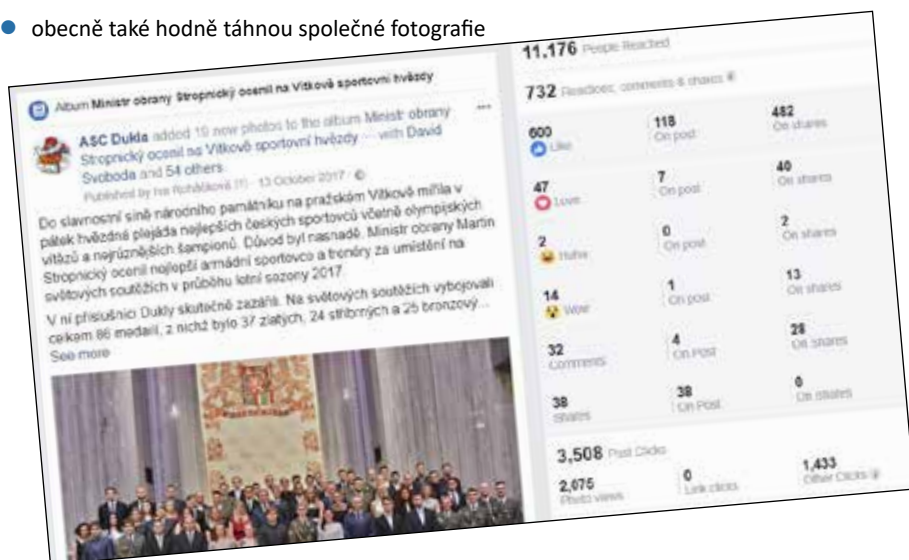 obecně také hodně táhnou společné fotografie
Album Ministr obrany Stropnický ocenil na Vítkově sportovní hvězdy
ASC Dukla added 19 new photos to the album Ministr obrany
Stropnický ocenil na Vítkově sportovní hvězdy — with David
Svoboda and 54 others.
Published by Iva Roháčková · 13 October 2017
Do slavnostní síně národního památníku na pražském Vítkově mířila v
pátek hvězdná plejáda nejlepších českých sportovců včetně olympijských
vítězů a nejrůznějších šampionů. Důvod byl nasnadě. Ministr obrany Martin
Stropnický ocenil nejlepší armádní sportovce a trenéry za umístění na
světových soutěžích v průběhu letní sezony 2017.
V ní příslušníci Dukly skutečně zazářili. Na světových soutěžích vybojovali
celkem 86 medailí, z nichž bylo 37 zlatých, 24 stříbrných a 25 bronzový...
See more
11,176 People Reached
732 Reactions, comments & shares
600 118 482
Like On post On shares
47 7 40
Love On post On shares
2 0 2
Haha On post On shares
14 1 13
Wow On post On shares
32 4 28
Comments On Post On shares
38 38 0
Shares On Post On shares
3,508 Post Clicks
2,075 0 1,433
Photo views Link clicks Other Clicks